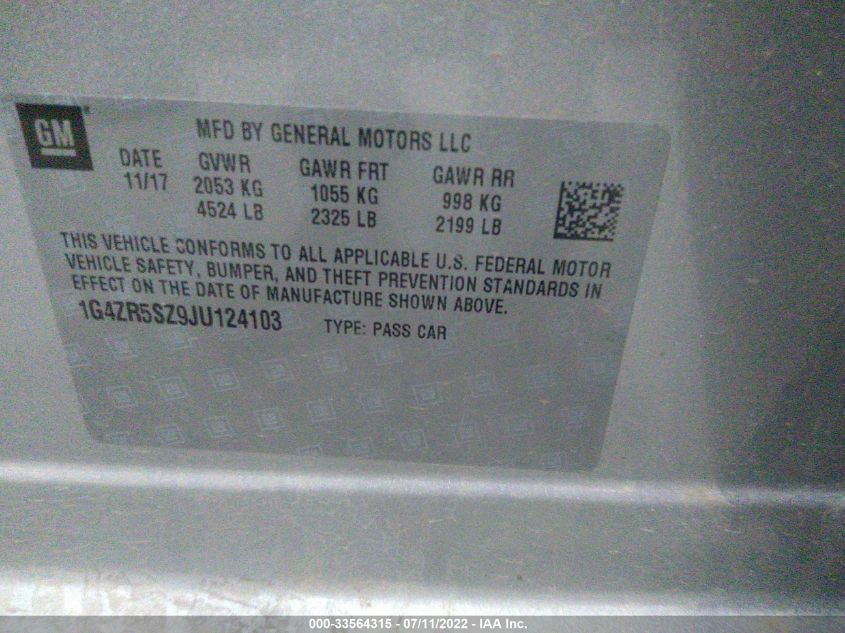 GM
MFD BY GENERAL MOTORS LLC
DATE GVWR GAWR FRT GAWR RR
11/17 2053 KG 1055 KG 998 KG
4524 LB 2325 LB 2199 LB
THIS VEHICLE CONFORMS TO ALL APPLICABLE U.S. FEDERAL MOTOR
VEHICLE SAFETY, BUMPER, AND THEFT PREVENTION STANDARDS IN
EFFECT ON THE DATE OF MANUFACTURE SHOWN ABOVE.
1G4ZR5SZ9JU124103 TYPE: PASS CAR
000-33564315 - 07/11/2022 - IAA Inc.